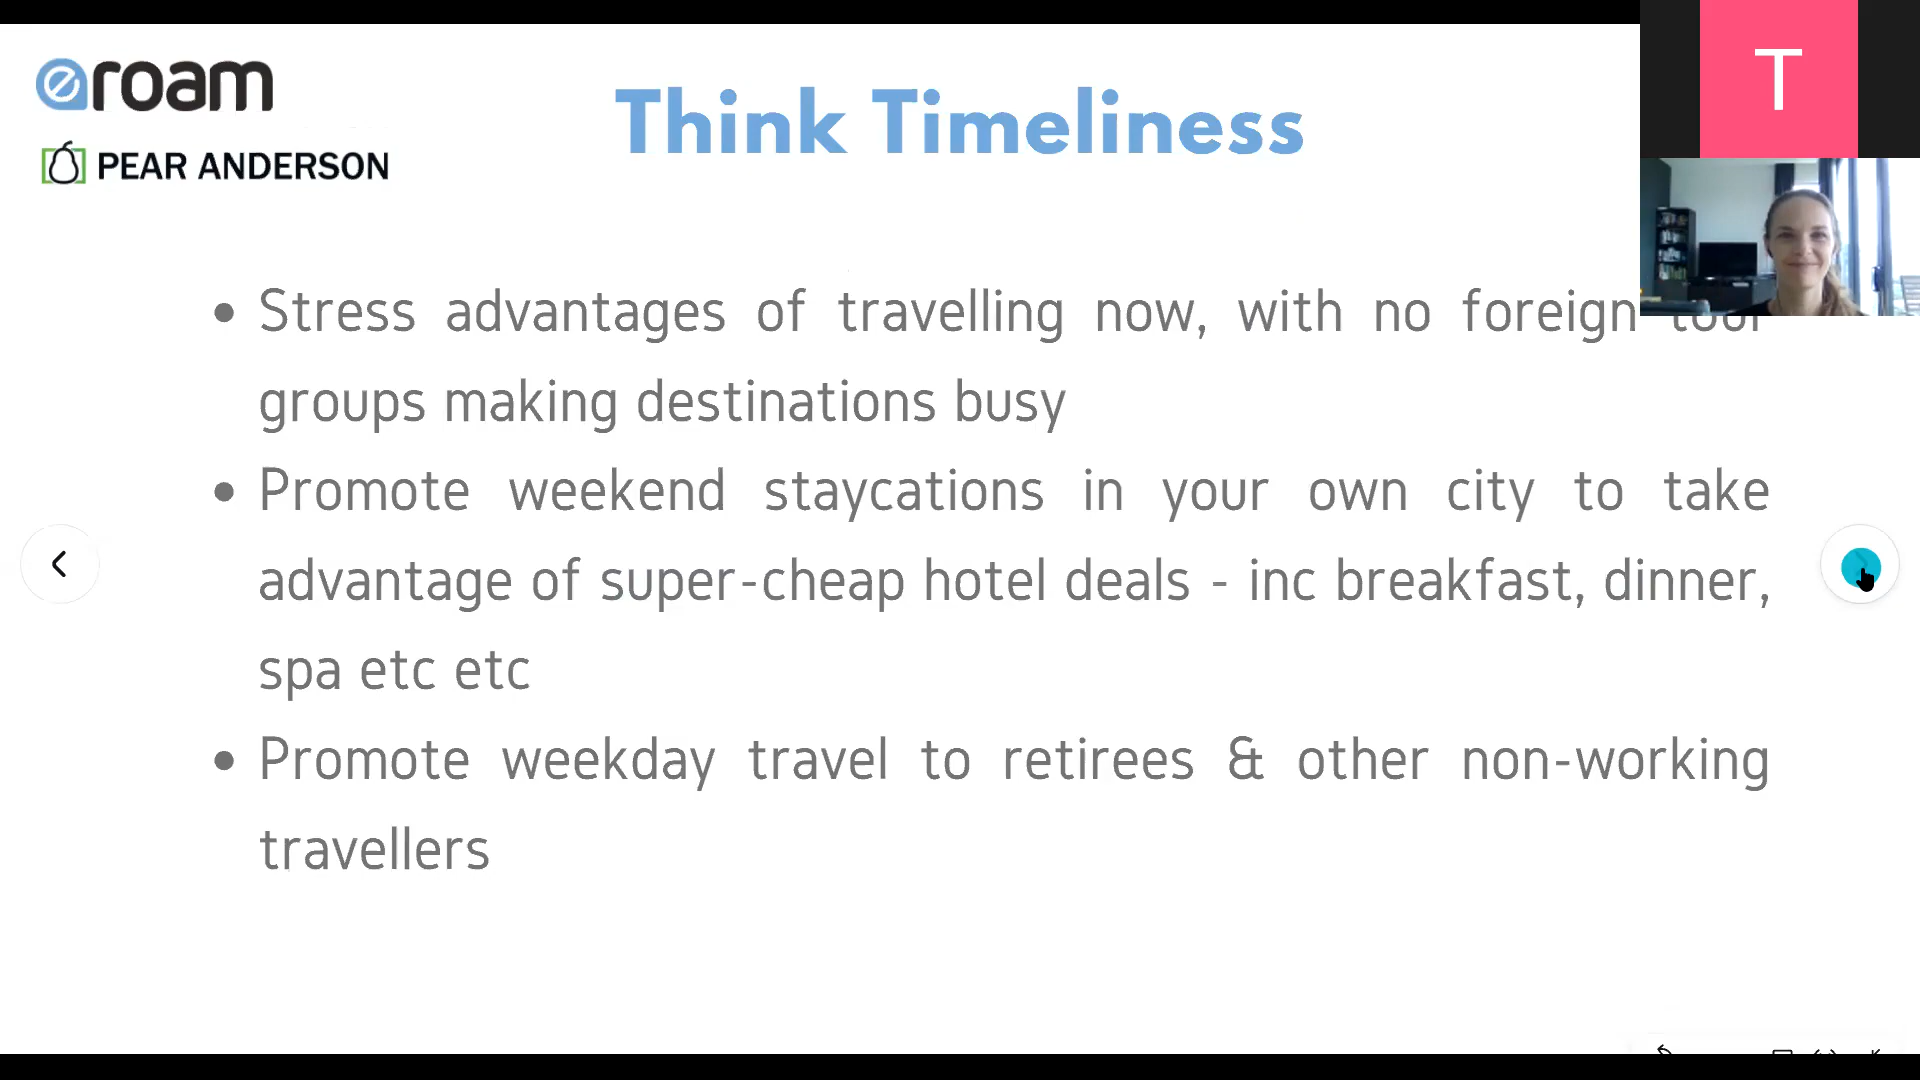 eroam
PEAR ANDERSON
Think Timeliness
T
• Stress advantages of travelling now, with no foreign tour
groups making destinations busy
• Promote weekend staycations in your own city to take
advantage of super-cheap hotel deals - inc breakfast, dinner,
spa etc etc
• Promote weekday travel to retirees & other non-working
travellers